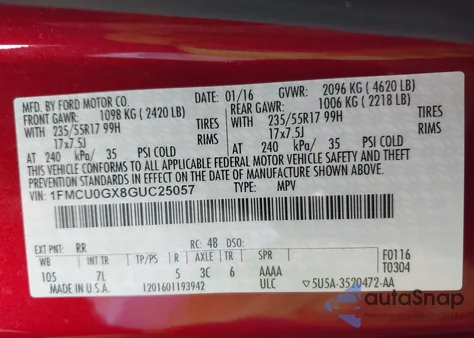 MFD. BY FORD MOTOR CO.
DATE: 01/16 GVWR: 2096 KG ( 4620 LB)
FRONT GAWR: 1098 KG ( 2420 LB) REAR GAWR: 1006 KG ( 2218 LB)
WITH 235/55R17 99H TIRES WITH 235/55R17 99H TIRES
17x7.5J RIMS 17x7.5J RIMS
AT 240 kPa/ 35 PSI COLD AT 240 kPa/ 35 PSI COLD
THIS VEHICLE CONFORMS TO ALL APPLICABLE FEDERAL MOTOR VEHICLE SAFETY, BUMPER, AND THEFT
PREVENTION STANDARDS IN EFFECT ON THE DATE OF MANUFACTURE SHOWN ABOVE.
VIN: 1FMCU0GX8GUC25057 TYPE: MPV
EXT PNT: RR RC: 48 DSO: F0116
WB INT TR TP/PS R AXLE TR SPR T0304
105 7L 5 3C 6 AAAA
MADE IN U.S.A. 1201601193942 ULC ▽5U5A-3520472-AA
autoSnap